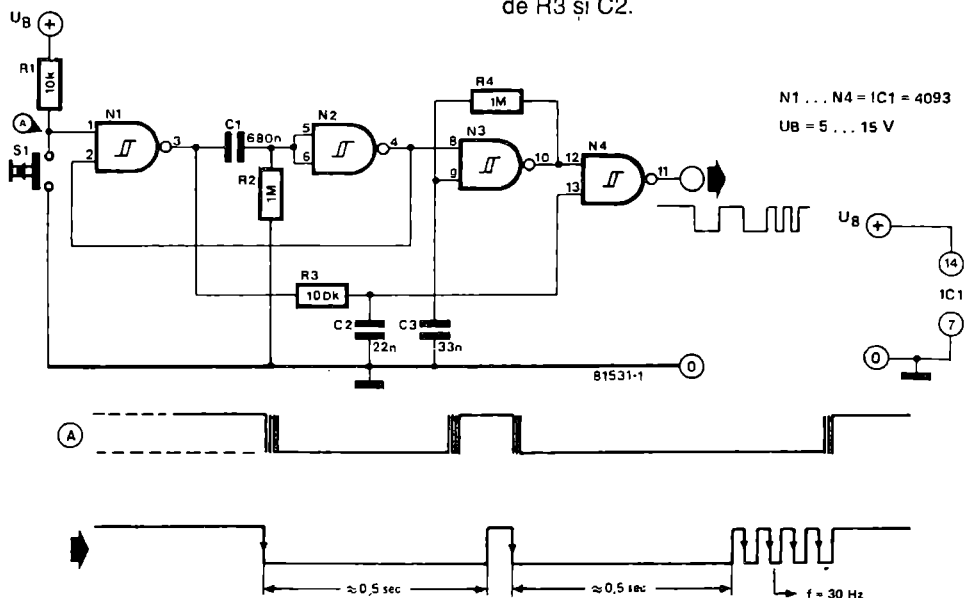 de R3 și C2.
UB
+
R1
10k
A
S1
N1
1
2
3
C1
680n
R2
1M
N2
5
6
4
R4
1M
N3
8
9
10
N4
12
13
11
R3
100k
C2
22n
C3
33n
81531-1
0
N1 ... N4 = IC1 = 4093
UB = 5 ... 15 V
UB
+
14
IC1
7
0
A
≈0,5 sec
≈0,5 sec
f = 30 Hz